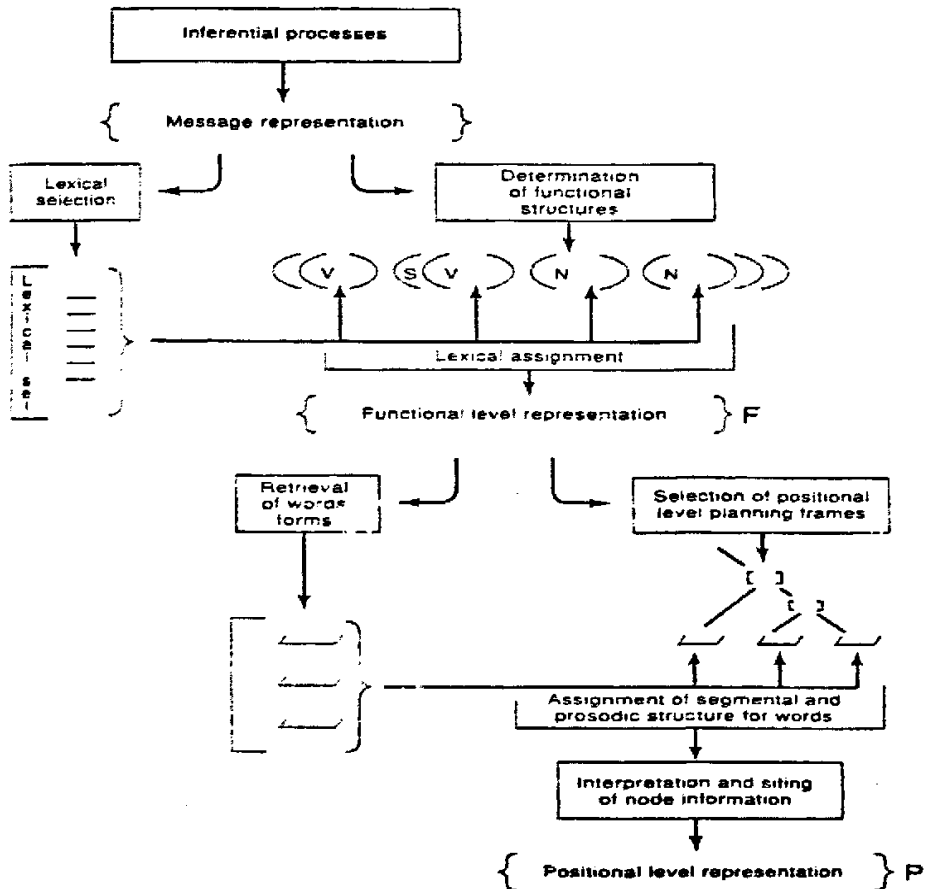 Inferential processes
Message representation
Lexical
selection
Determination
of functional
structures
V
S
V
N
N
Lexical set
Lexical assignment
Functional level representation
F
Retrieval
of words
forms
Selection of positional
level planning frames
Assignment of segmental and
prosodic structure for words
Interpretation and siting
of node information
Positional level representation
P